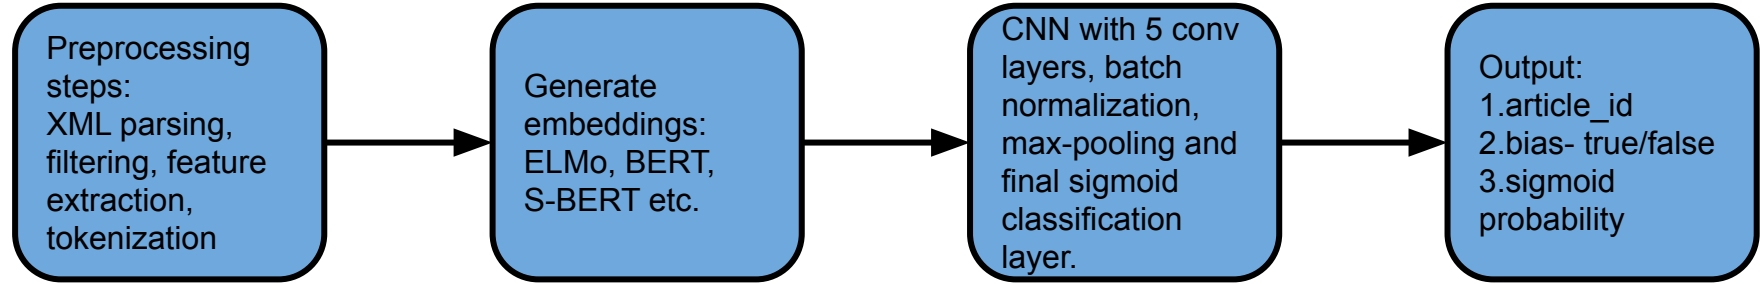 Preprocessing
steps:
XML parsing,
filtering, feature
extraction,
tokenization
Generate
embeddings:
ELMo, BERT,
S-BERT etc.
CNN with 5 conv
layers, batch
normalization,
max-pooling and
final sigmoid
classification
layer.
Output:
1.article_id
2.bias- true/false
3.sigmoid
probability